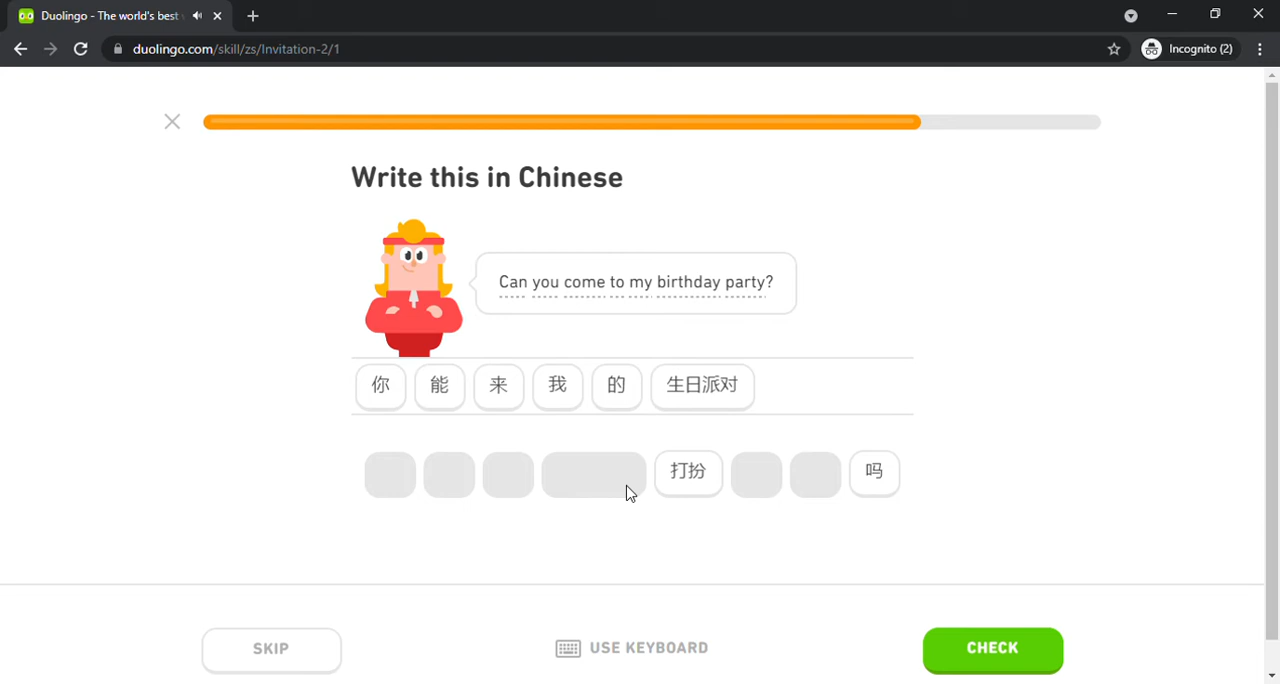 Duolingo - The world's best
duolingo.com/skill/zs/Invitation-2/1
Incognito (2)
Write this in Chinese
Can you come to my birthday party?
你 能 来 我 的 生日派对
打扮 吗
SKIP
USE KEYBOARD
CHECK